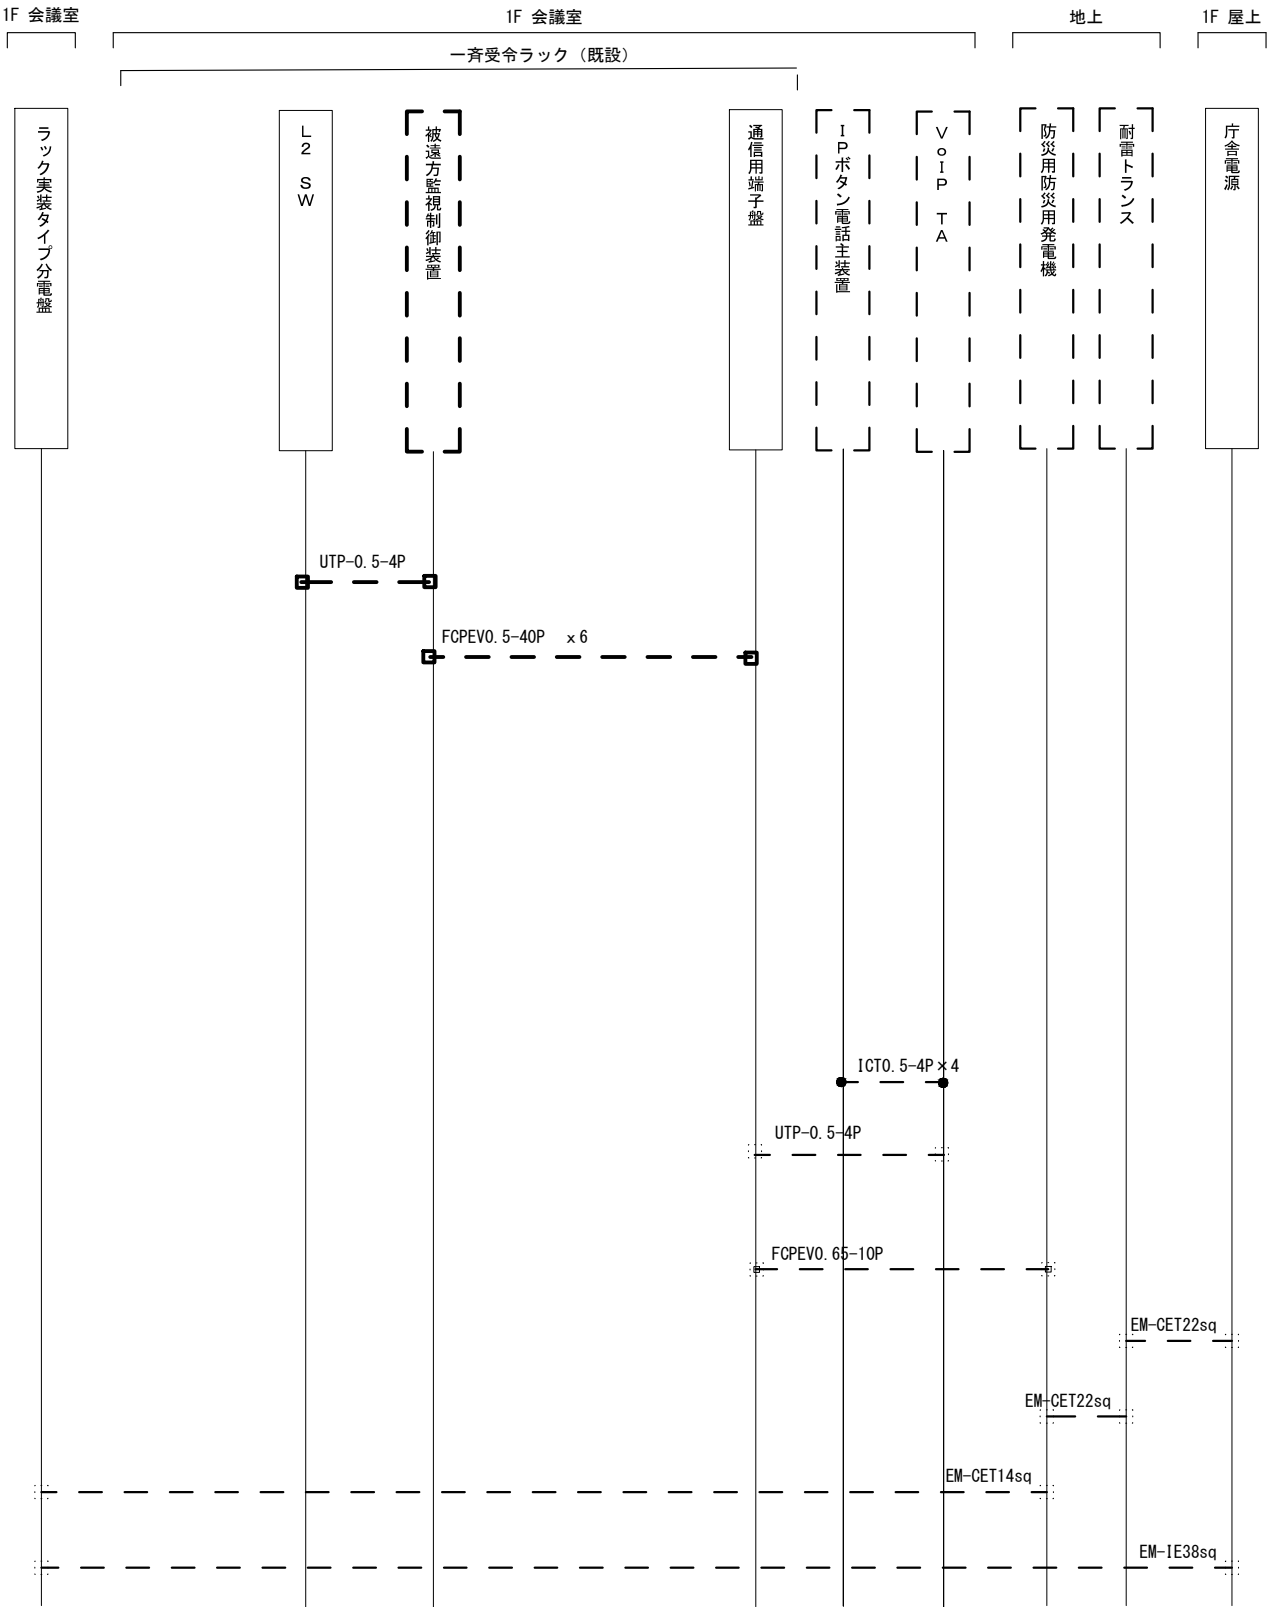 1F 会議室
1F 会議室
地上
1F 屋上
一斉受令ラック（既設）
ラック実装タイプ分電盤
L2 SW
被遠方監視制御装置
通信用端子盤
IPボタン電話主装置
VoIP TA
防災用防災用発電機
耐雷トランス
庁舎電源
UTP-0.5-4P
FCPEV0.5-40P x6
ICT0.5-4P×4
UTP-0.5-4P
FCPEV0.65-10P
EM-CET22sq
EM-CET22sq
EM-CET14sq
EM-IE38sq